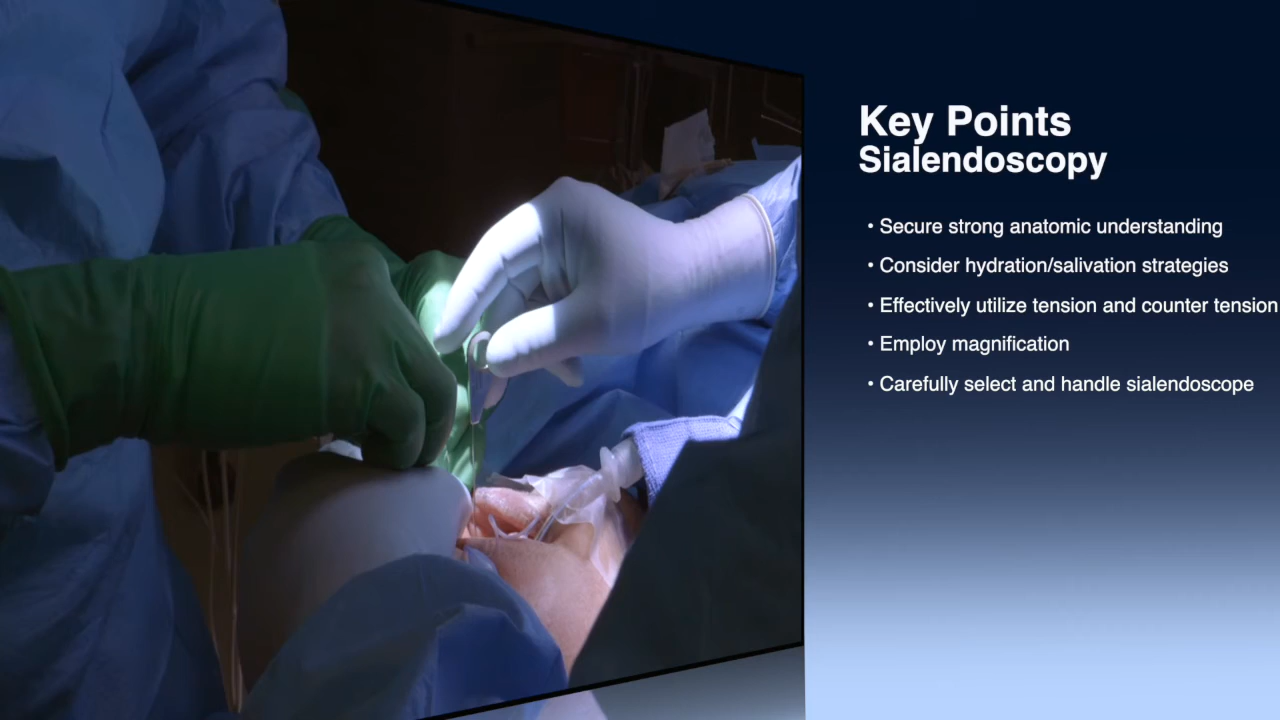 Key Points
Sialendoscopy
• Secure strong anatomic understanding
• Consider hydration/salivation strategies
• Effectively utilize tension and counter tension
• Employ magnification
• Carefully select and handle sialendoscope